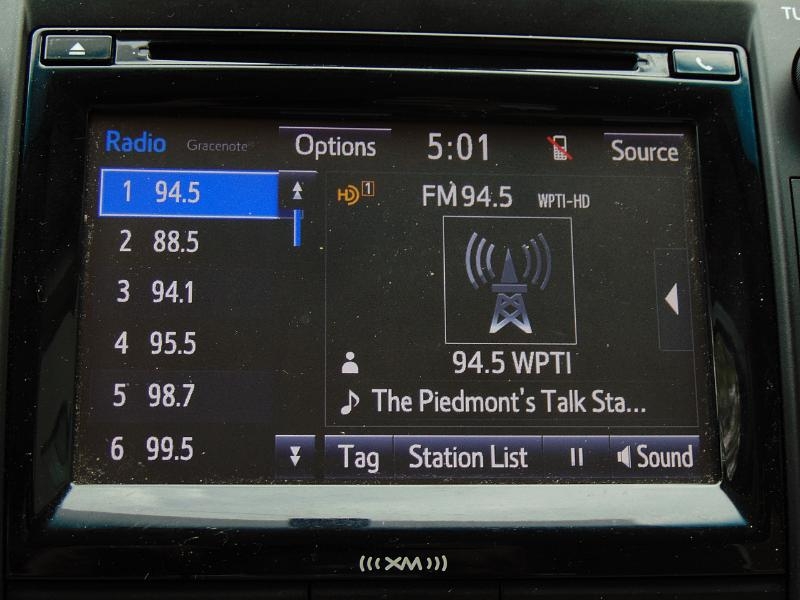 TU
Radio Gracenote® Options 5:01 Source
1 94.5
2 88.5
3 94.1
4 95.5
5 98.7
6 99.5
HD 1 FM 94.5 WPTI-HD
94.5 WPTI
The Piedmont's Talk Sta...
Tag Station List Sound
(((XM)))